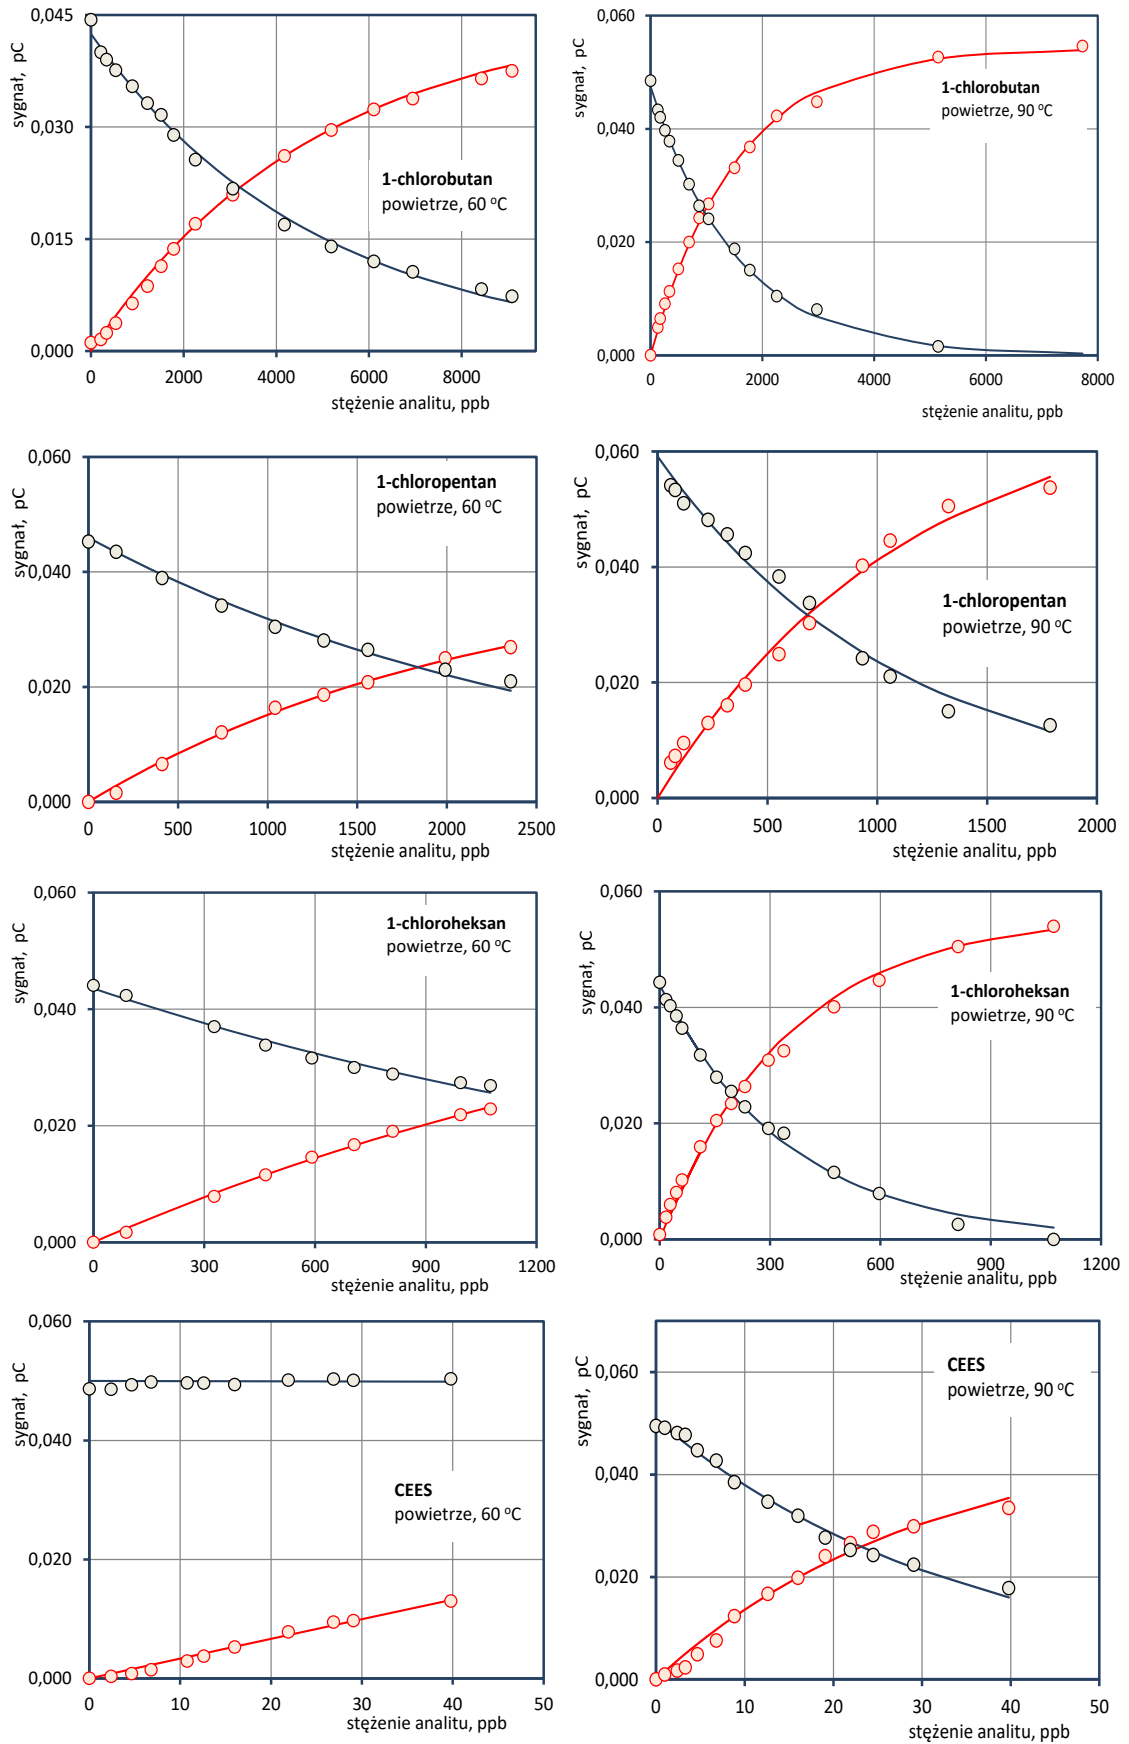 sygnał, pC
0,045
0,030
0,015
0,000
1-chlorobutan
powietrze, 60 °C
0 2000 4000 6000 8000
stężenie analitu, ppb
sygnał, pC
0,060
0,040
0,020
0,000
1-chlorobutan
powietrze, 90 °C
0 2000 4000 6000 8000
stężenie analitu, ppb
sygnał, pC
0,060
0,040
0,020
0,000
1-chloropentan
powietrze, 60 °C
0 500 1000 1500 2000 2500
stężenie analitu, ppb
sygnał, pC
0,060
0,040
0,020
0,000
1-chloropentan
powietrze, 90 °C
0 500 1000 1500 2000
stężenie analitu, ppb
sygnał, pC
0,060
0,040
0,020
0,000
1-chloroheksan
powietrze, 60 °C
0 300 600 900 1200
stężenie analitu, ppb
sygnał, pC
0,060
0,040
0,020
0,000
1-chloroheksan
powietrze, 90 °C
0 300 600 900 1200
stężenie analitu, ppb
sygnał, pC
0,060
0,040
0,020
0,000
CEES
powietrze, 60 °C
0 10 20 30 40 50
stężenie analitu, ppb
sygnał, pC
0,060
0,040
0,020
0,000
CEES
powietrze, 90 °C
0 10 20 30 40 50
stężenie analitu, ppb